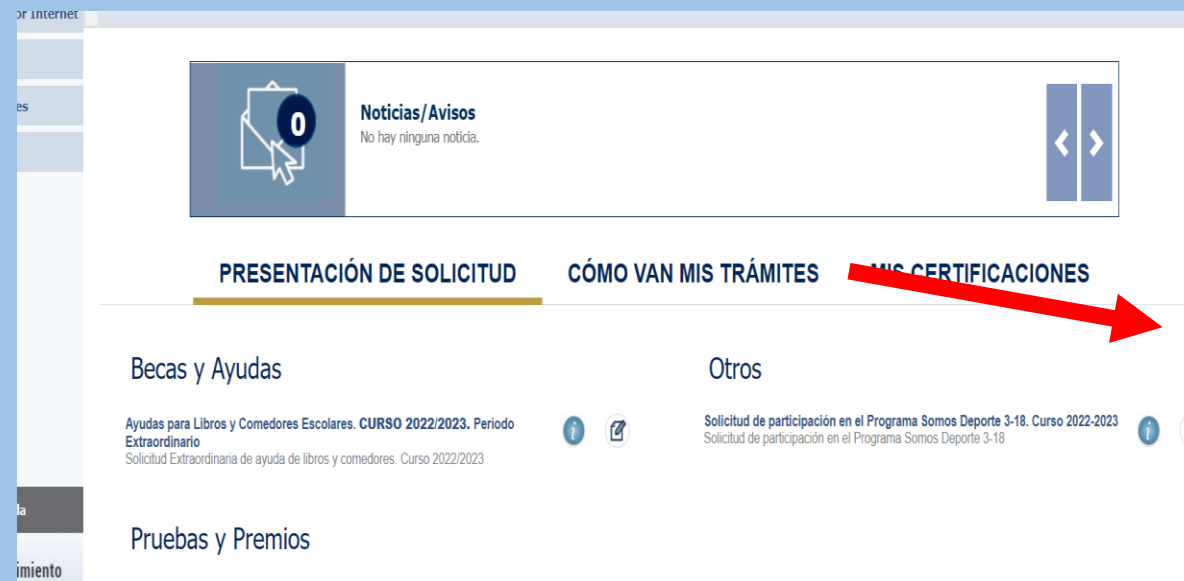 or Internet
es
0
Noticias/Avisos
No hay ninguna noticia.
PRESENTACIÓN DE SOLICITUD
CÓMO VAN MIS TRÁMITES
MIS CERTIFICACIONES
Becas y Ayudas
Ayudas para Libros y Comedores Escolares. CURSO 2022/2023. Periodo
Extraordinario
Solicitud Extraordinaria de ayuda de libros y comedores. Curso 2022/2023
i
Otros
Solicitud de participación en el Programa Somos Deporte 3-18. Curso 2022-2023
Solicitud de participación en el Programa Somos Deporte 3-18
i
la
Pruebas y Premios
imiento